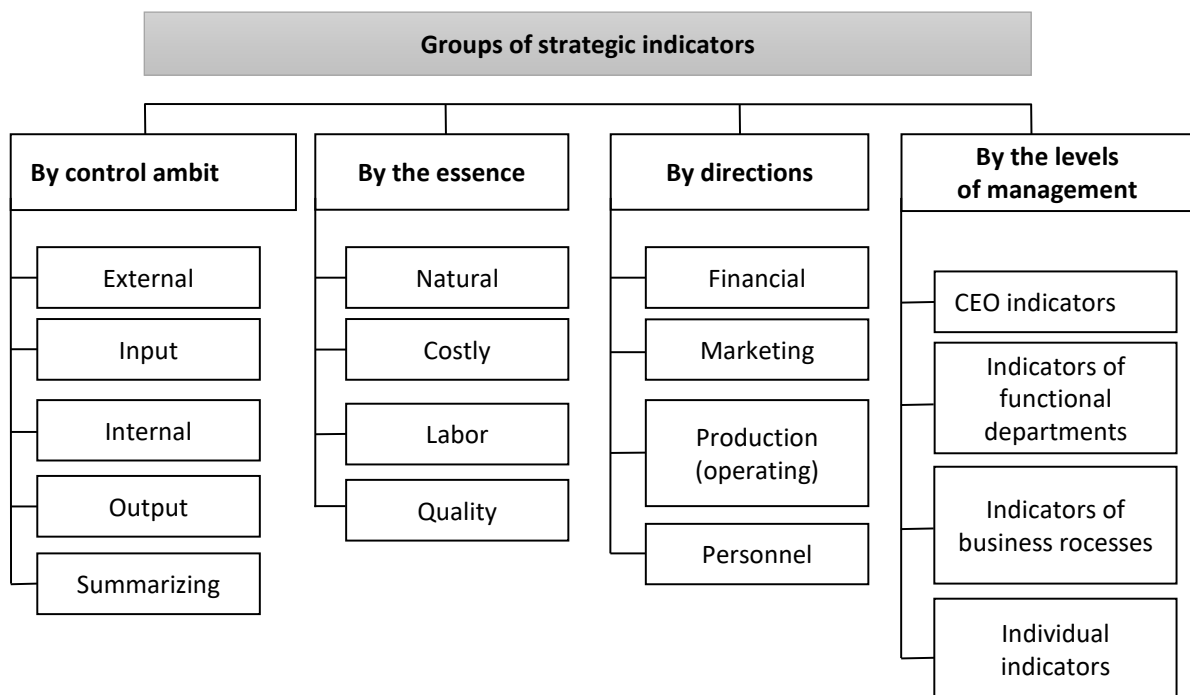 Groups of strategic indicators
By control ambit
External
Input
Internal
Output
Summarizing
By the essence
Natural
Costly
Labor
Quality
By directions
Financial
Marketing
Production
(operating)
Personnel
By the levels
of management
CEO indicators
Indicators of
functional
departments
Indicators of
business rocesses
Individual
indicators